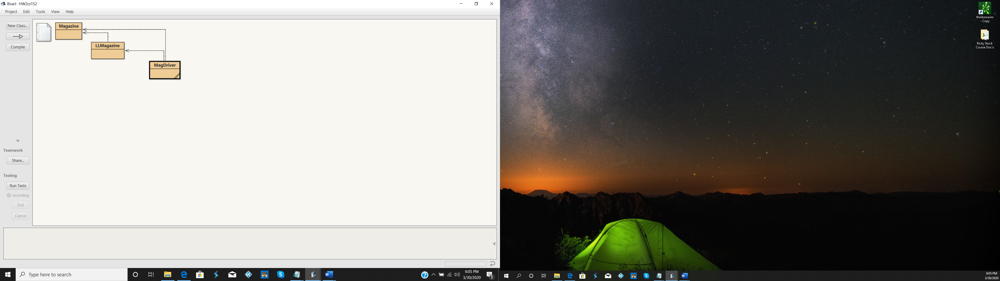 BlueJ: HW2cs152
Project Edit Tools View Help
New Class...
Compile
Magazine
LLMagazine
MagDriver
Teamwork
Share...
Testing
Run Tests
recording
End
Cancel
Type here to search
6:05 PM
3/30/2020
3
thinkorswim
- Copy
Ricky Stock
Course Doc's
6:05 PM
3/30/2020